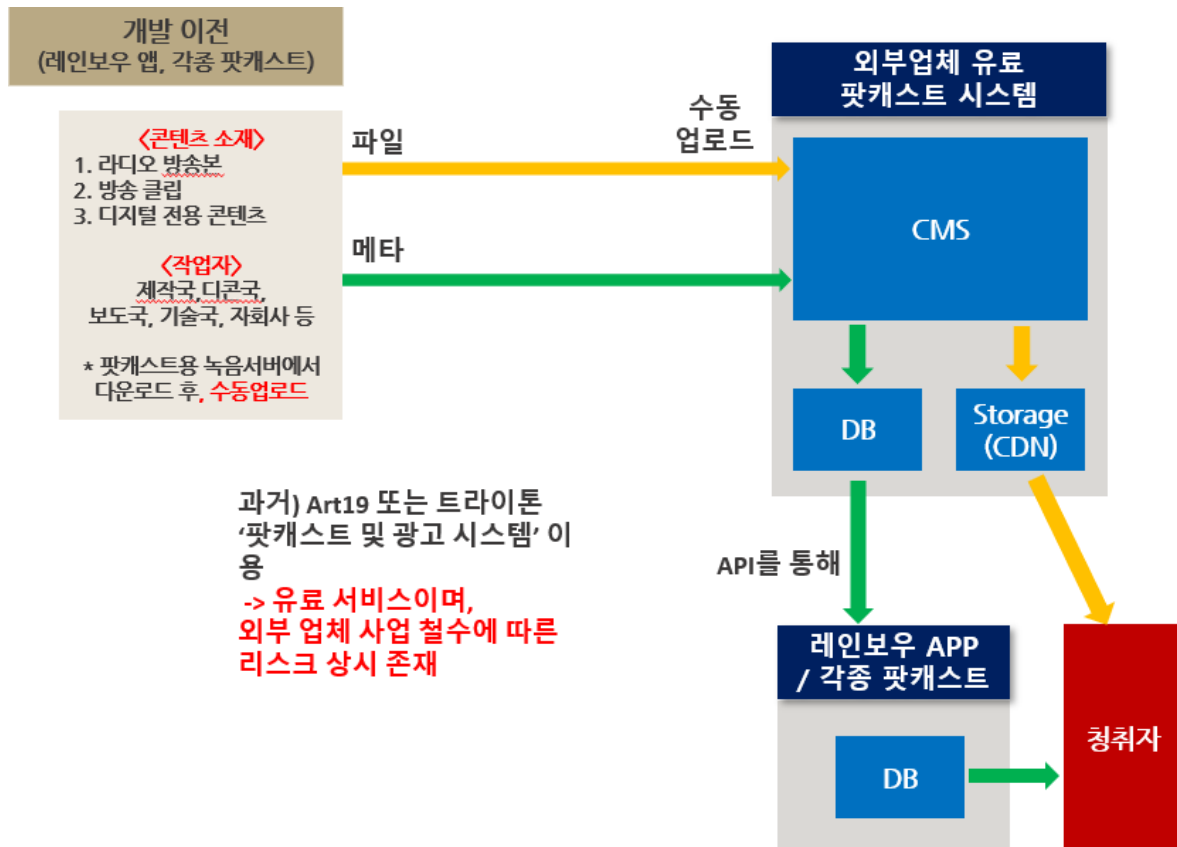 개발 이전
(레인보우 앱, 각종 팟캐스트)
<콘텐츠 소재>
1. 라디오 방송본
2. 방송 클립
3. 디지털 전용 콘텐츠
<작업자>
제작국,디콘국,
보도국, 기술국, 자회사 등
* 팟캐스트용 녹음서버에서
다운로드 후, 수동업로드
파일
수동
업로드
메타
외부업체 유료
팟캐스트 시스템
CMS
DB
Storage
(CDN)
과거) Art19 또는 트라이톤
‘팟캐스트 및 광고 시스템’ 이
용
-> 유료 서비스이며,
외부 업체 사업 철수에 따른
리스크 상시 존재
API를 통해
레인보우 APP
/ 각종 팟캐스트
DB
청취자